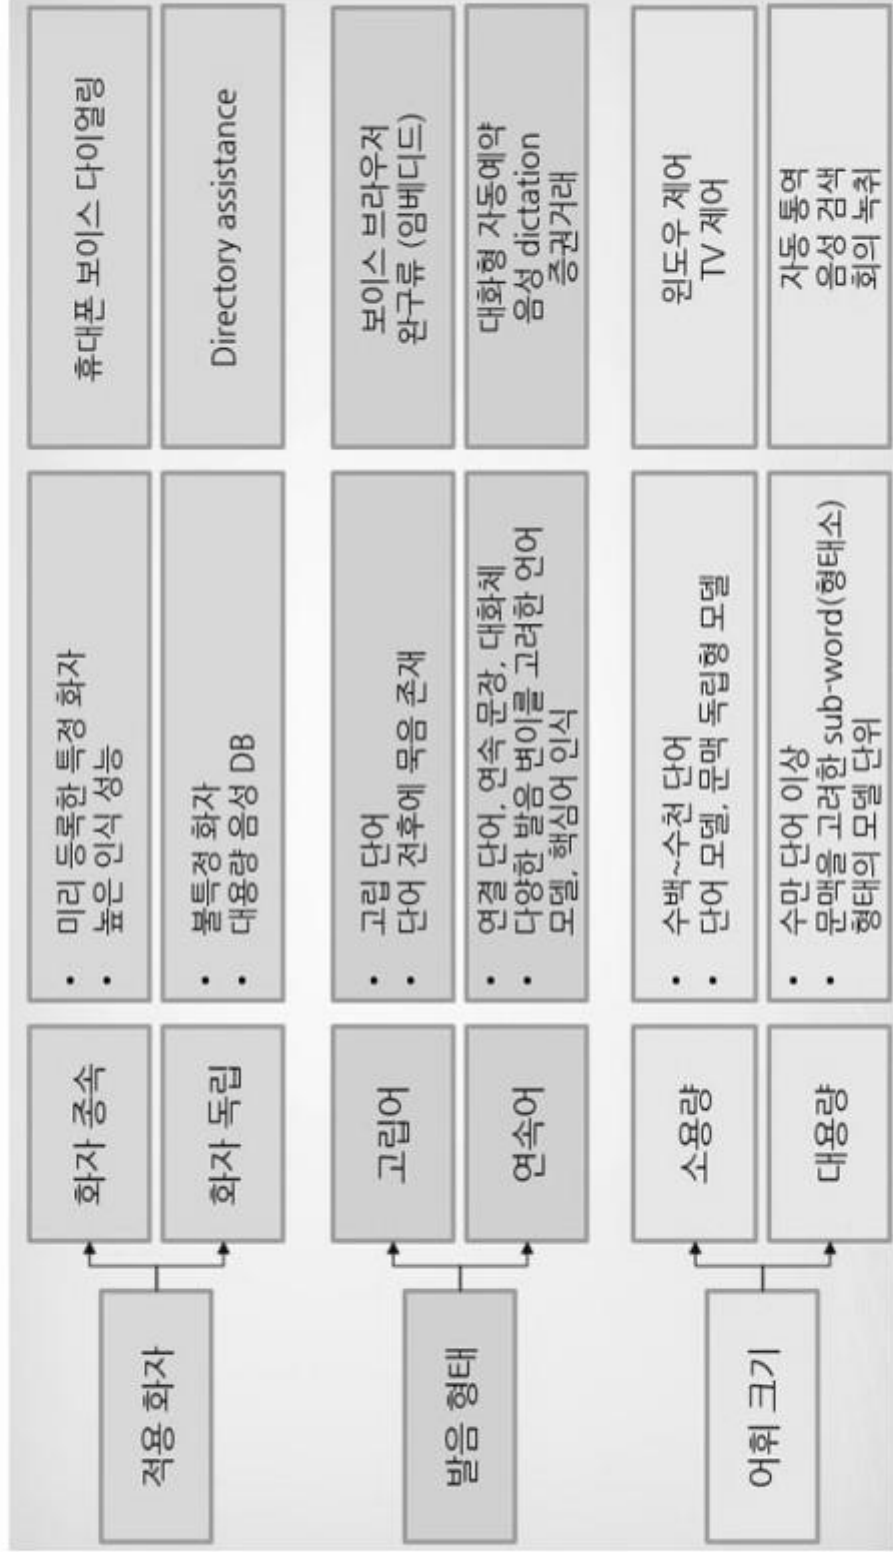 적용 화자
화자 종속
• 미리 등록한 특정 화자
• 높은 인식 성능
휴대폰 보이스 다이얼링
화자 독립
• 불특정 화자
• 대용량 음성 DB
Directory assistance
발음 형태
고립어
• 고립 단어
• 단어 전후에 묵음 존재
보이스 브라우저
완구류 (임베디드)
연속어
• 연결 단어, 연속 문장, 대화체
• 다양한 발음 변이를 고려한 언어
모델, 핵심어 인식
대화형 자동예약
음성 dictation
증권거래
어휘 크기
소용량
• 수백~수천 단어
• 단어 모델, 문맥 독립형 모델
윈도우 제어
TV 제어
대용량
• 수만 단어 이상
• 문맥을 고려한 sub-word(형태소)
형태의 모델 단위
자동 통역
음성 검색
회의 녹취